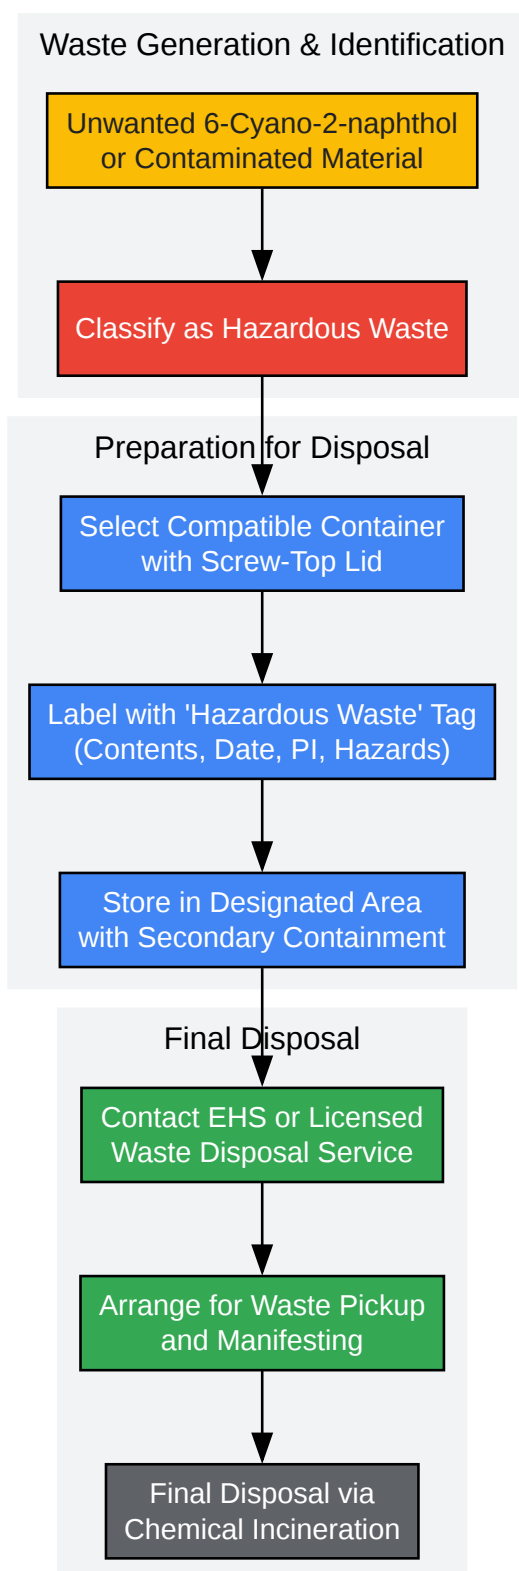 Waste Generation & Identification
Unwanted 6-Cyano-2-naphthol
or Contaminated Material
Classify as Hazardous Waste
Preparation for Disposal
Select Compatible Container
with Screw-Top Lid
Label with 'Hazardous Waste' Tag
(Contents, Date, PI, Hazards)
Store in Designated Area
with Secondary Containment
Final Disposal
Contact EHS or Licensed
Waste Disposal Service
Arrange for Waste Pickup
and Manifesting
Final Disposal via
Chemical Incineration